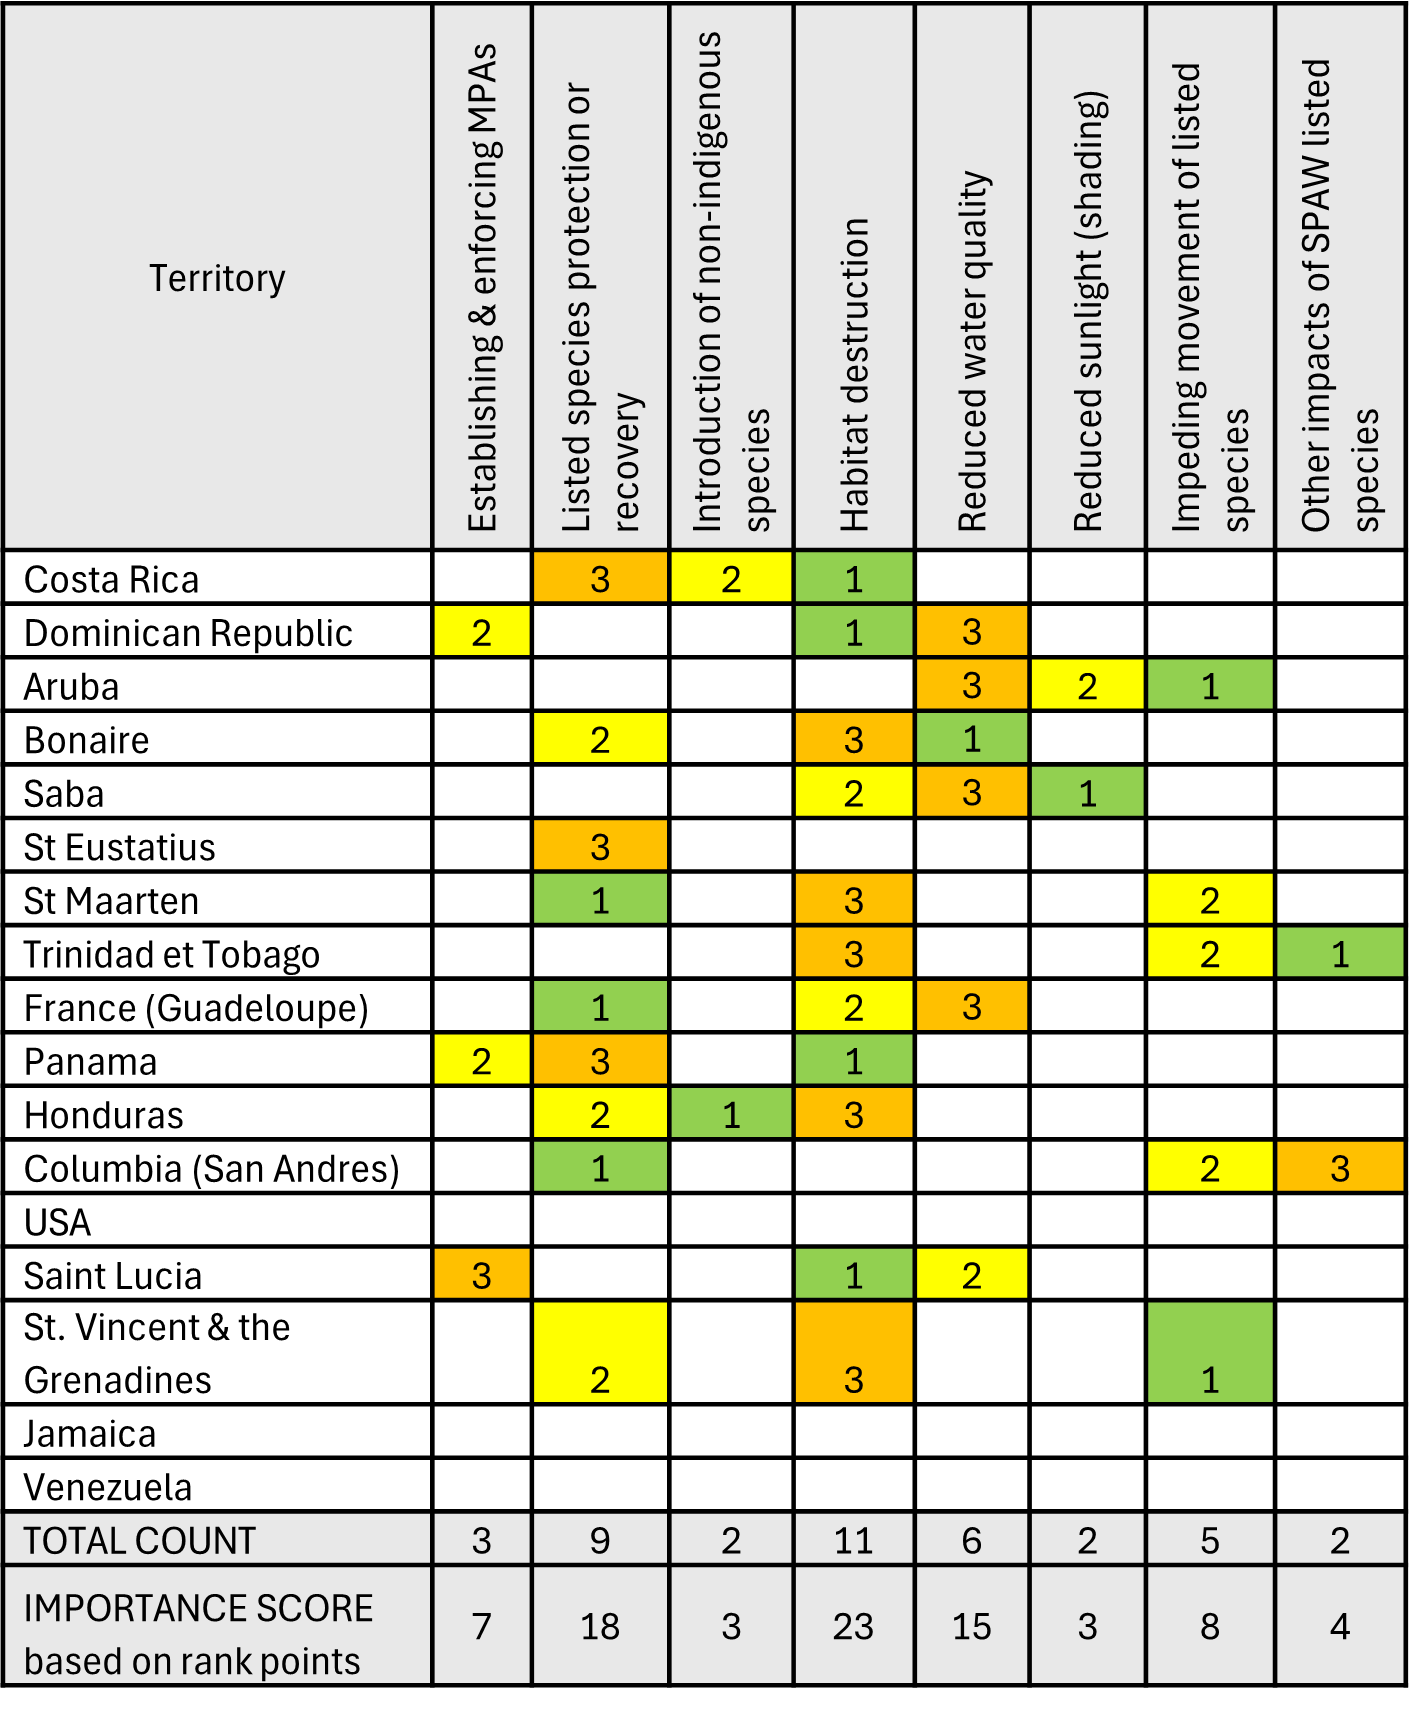 Territory
Establishing & enforcing MPAs
Listed species protection or
recovery
Introduction of non-indigenous
species
Habitat destruction
Reduced water quality
Reduced sunlight (shading)
Impeding movement of listed
species
Other impacts of SPAW listed
species
Costa Rica 3 2 1
Dominican Republic 2 1 3
Aruba 3 2 1
Bonaire 2 3 1
Saba 2 3 1
St Eustatius 3
St Maarten 1 3 2
Trinidad et Tobago 3 2 1
France (Guadeloupe) 1 2 3
Panama 2 3 1
Honduras 2 1 3
Columbia (San Andres) 1 2 3
USA
Saint Lucia 3 1 2
St. Vincent & the
Grenadines 2 3 1
Jamaica
Venezuela
TOTAL COUNT 3 9 2 11 6 2 5 2
IMPORTANCE SCORE
based on rank points 7 18 3 23 15 3 8 4